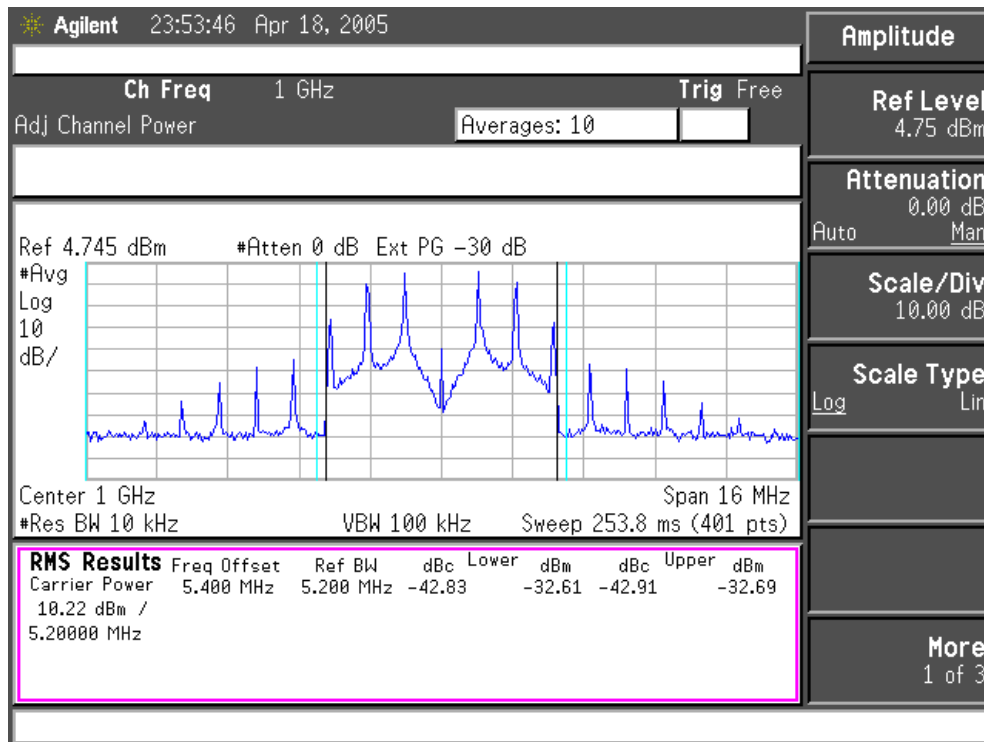 Agilent 23:53:46 Apr 18, 2005
Amplitude
Ch Freq 1 GHz Trig Free
Adj Channel Power Averages: 10
Ref Level
4.75 dBm
Attenuation
0.00 dB
Auto Man
Scale/Div
10.00 dB
Scale Type
Log Lin
More
1 of 3
Ref 4.745 dBm #Atten 0 dB Ext PG -30 dB
#Avg
Log
10
dB/
Center 1 GHz Span 16 MHz
#Res BW 10 kHz VBW 100 kHz Sweep 253.8 ms (401 pts)
RMS Results Freq Offset Ref BW dBc Lower dBm dBc Upper dBm
Carrier Power 5.400 MHz 5.200 MHz -42.83 -32.61 -42.91 -32.69
10.22 dBm /
5.20000 MHz